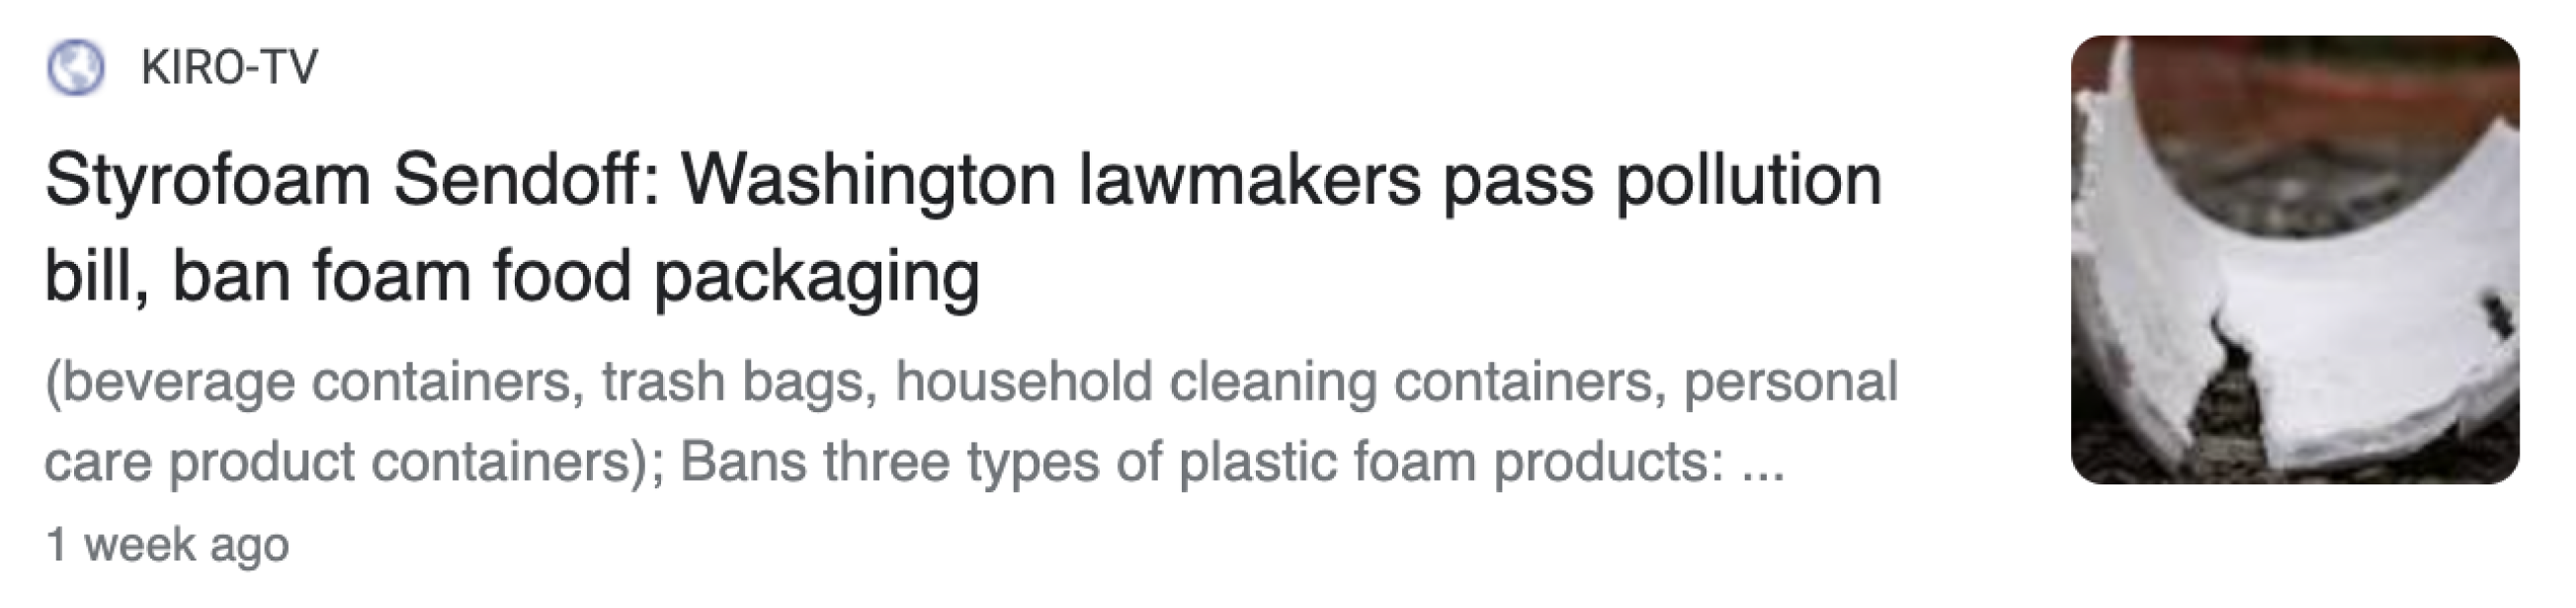 KIRO-TV
Styrofoam Sendoff: Washington lawmakers pass pollution
bill, ban foam food packaging
(beverage containers, trash bags, household cleaning containers, personal
care product containers); Bans three types of plastic foam products: ...
1 week ago